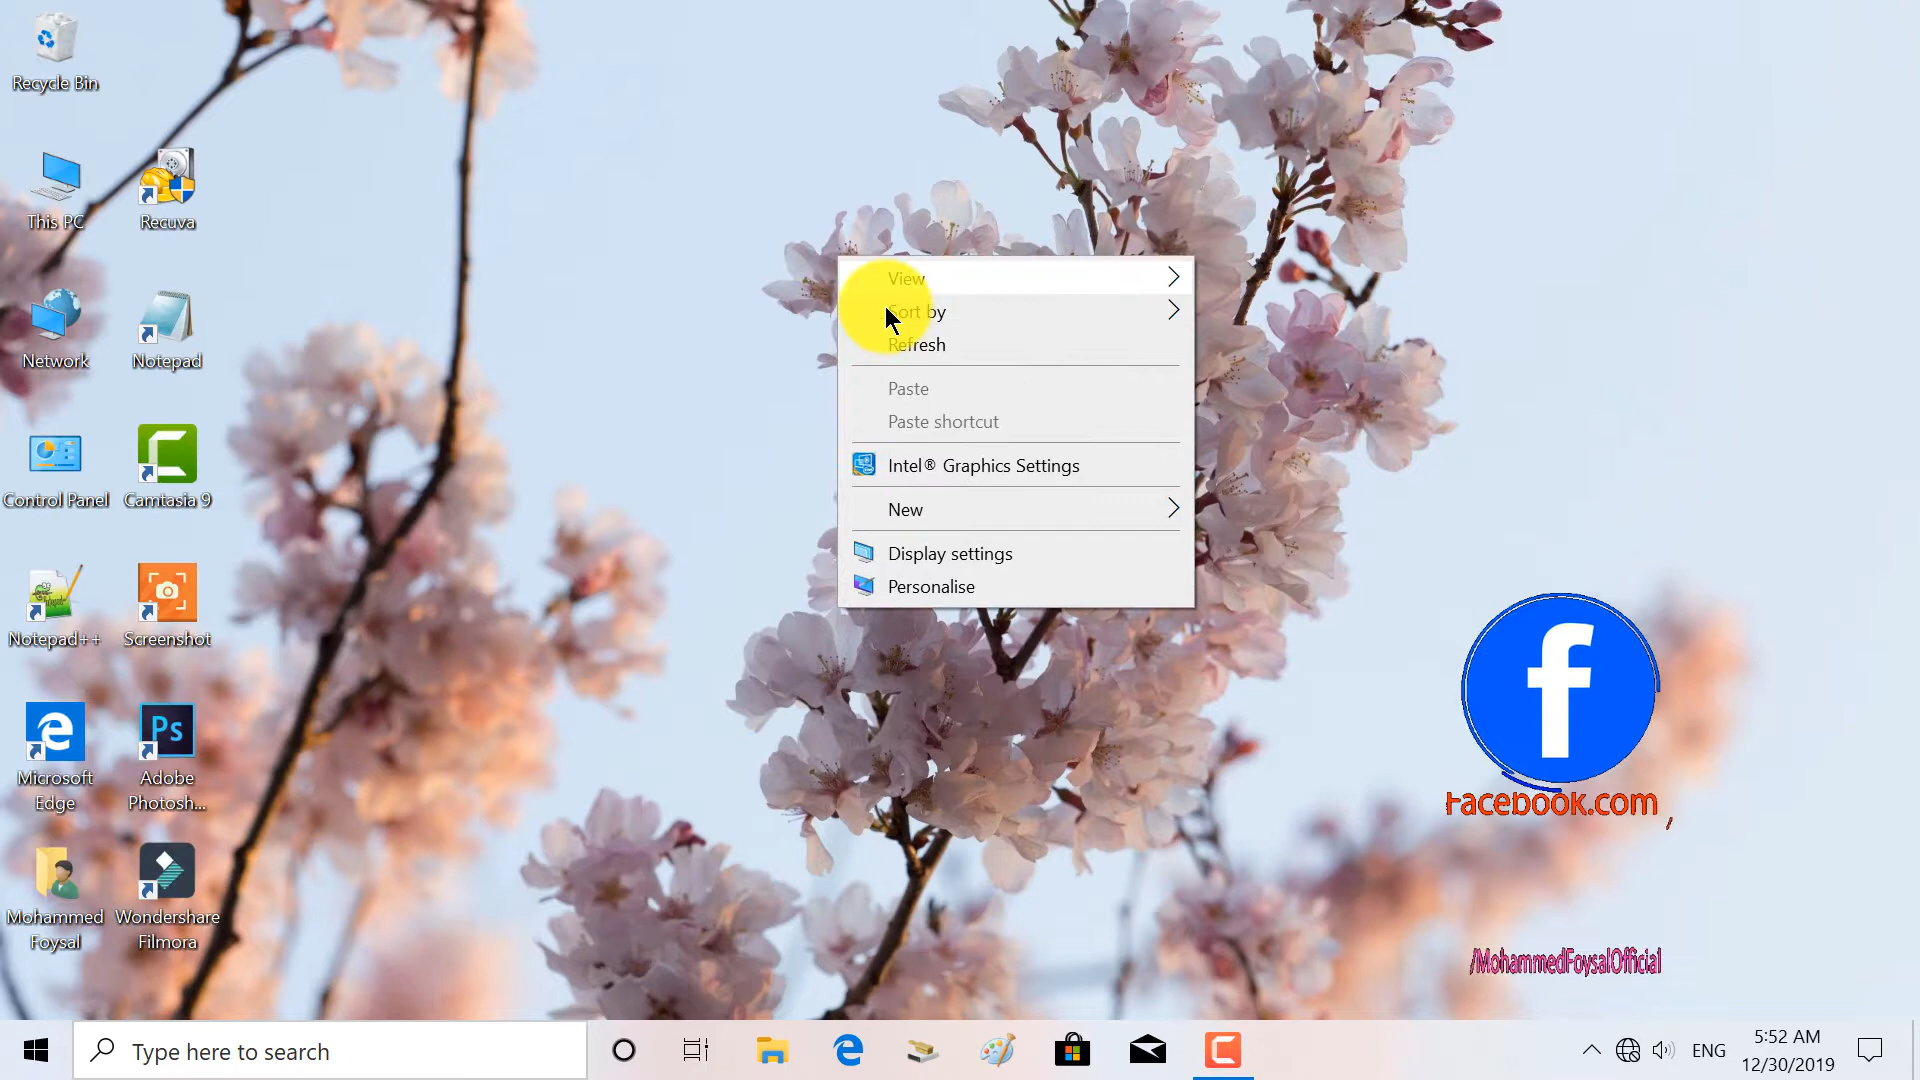 Recycle Bin
This PC
Recuva
Network
Notepad
Control Panel
Camtasia 9
Notepad++
Screenshot
Microsoft
Edge
Ps
Adobe
Photosh...
Mohammed
Foysal
Wondershare
Filmora
View
Sort by
Refresh
Paste
Paste shortcut
Intel® Graphics Settings
New
Display settings
Personalise
f
Facebook.com
/MohammedFoysalOfficial
Type here to search
ENG
5:52 AM
12/30/2019